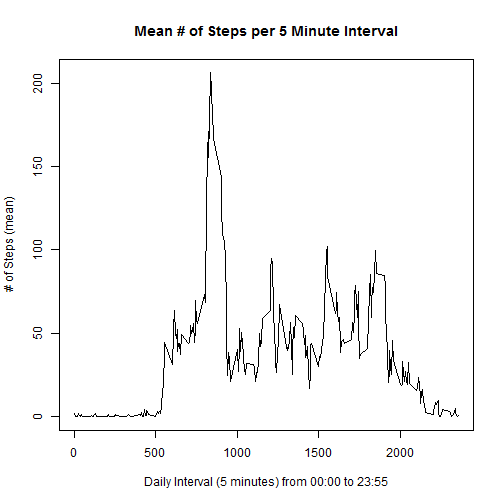 Mean # of Steps per 5 Minute Interval
# of Steps (mean)
200
150
100
50
0
0 500 1000 1500 2000
Daily Interval (5 minutes) from 00:00 to 23:55